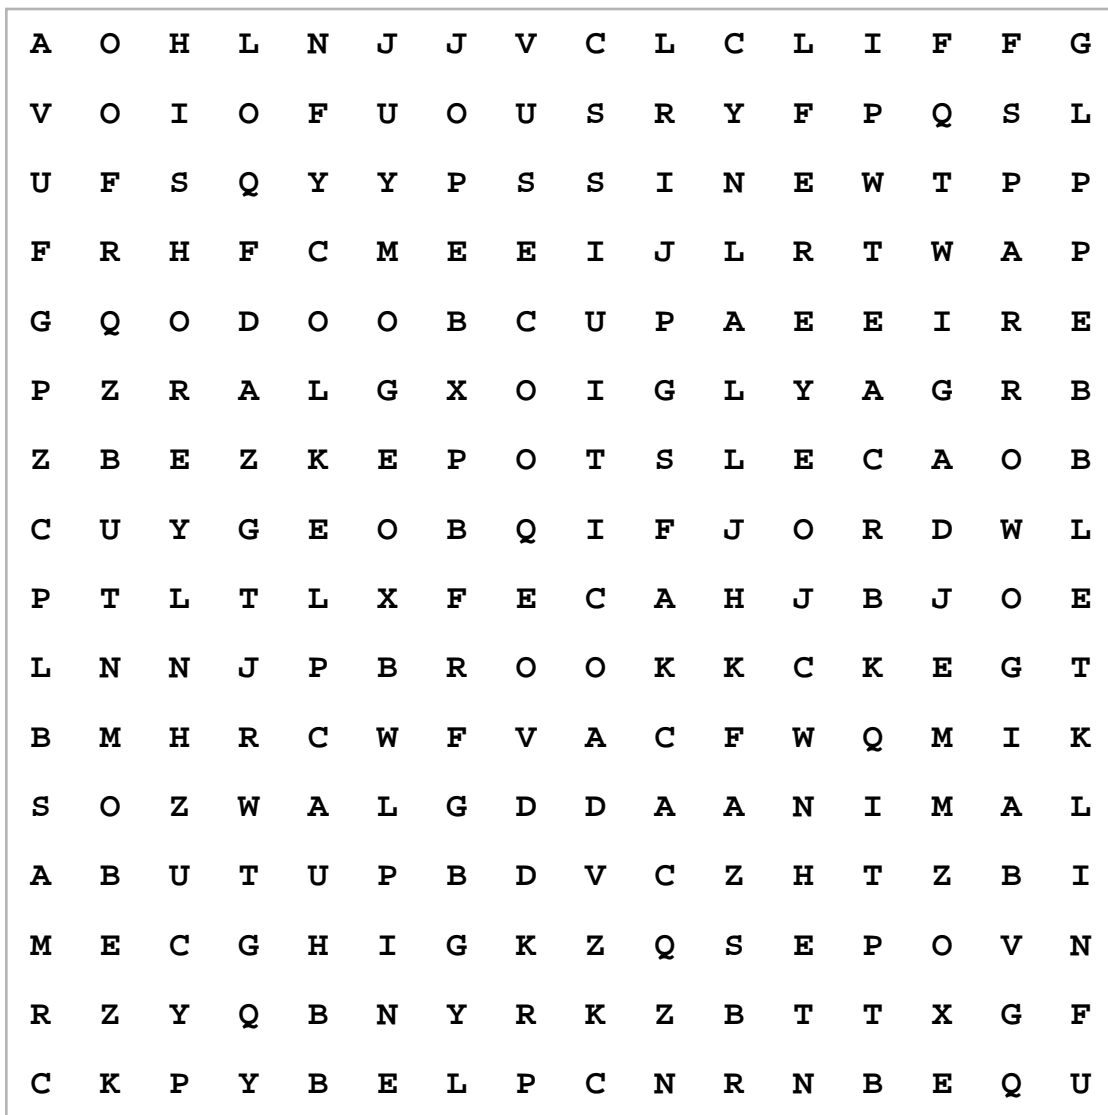 A O H L N J J V C L C L I F F G
V O I O F U O U S R Y F P Q S L
U F S Q Y Y P S S I N E W T P P
F R H F C M E E I J L R T W A P
G Q O D O O B C U P A E E I R E
P Z R A L G X O I G L Y A G R B
Z B E Z K E P O T S L E C A O B
C U Y G E O B Q I F J O R D W L
P T L T L X F E C A H J B J O E
L N N J P B R O O K K C K E G T
B M H R C W F V A C F W Q M I K
S O Z W A L G D D A A N I M A L
A B U T U P B D V C Z H T Z B I
M E C G H I G K Z Q S E P O V N
R Z Y Q B N Y R K Z B T T X G F
C K P Y B E L P C N R N B E Q U